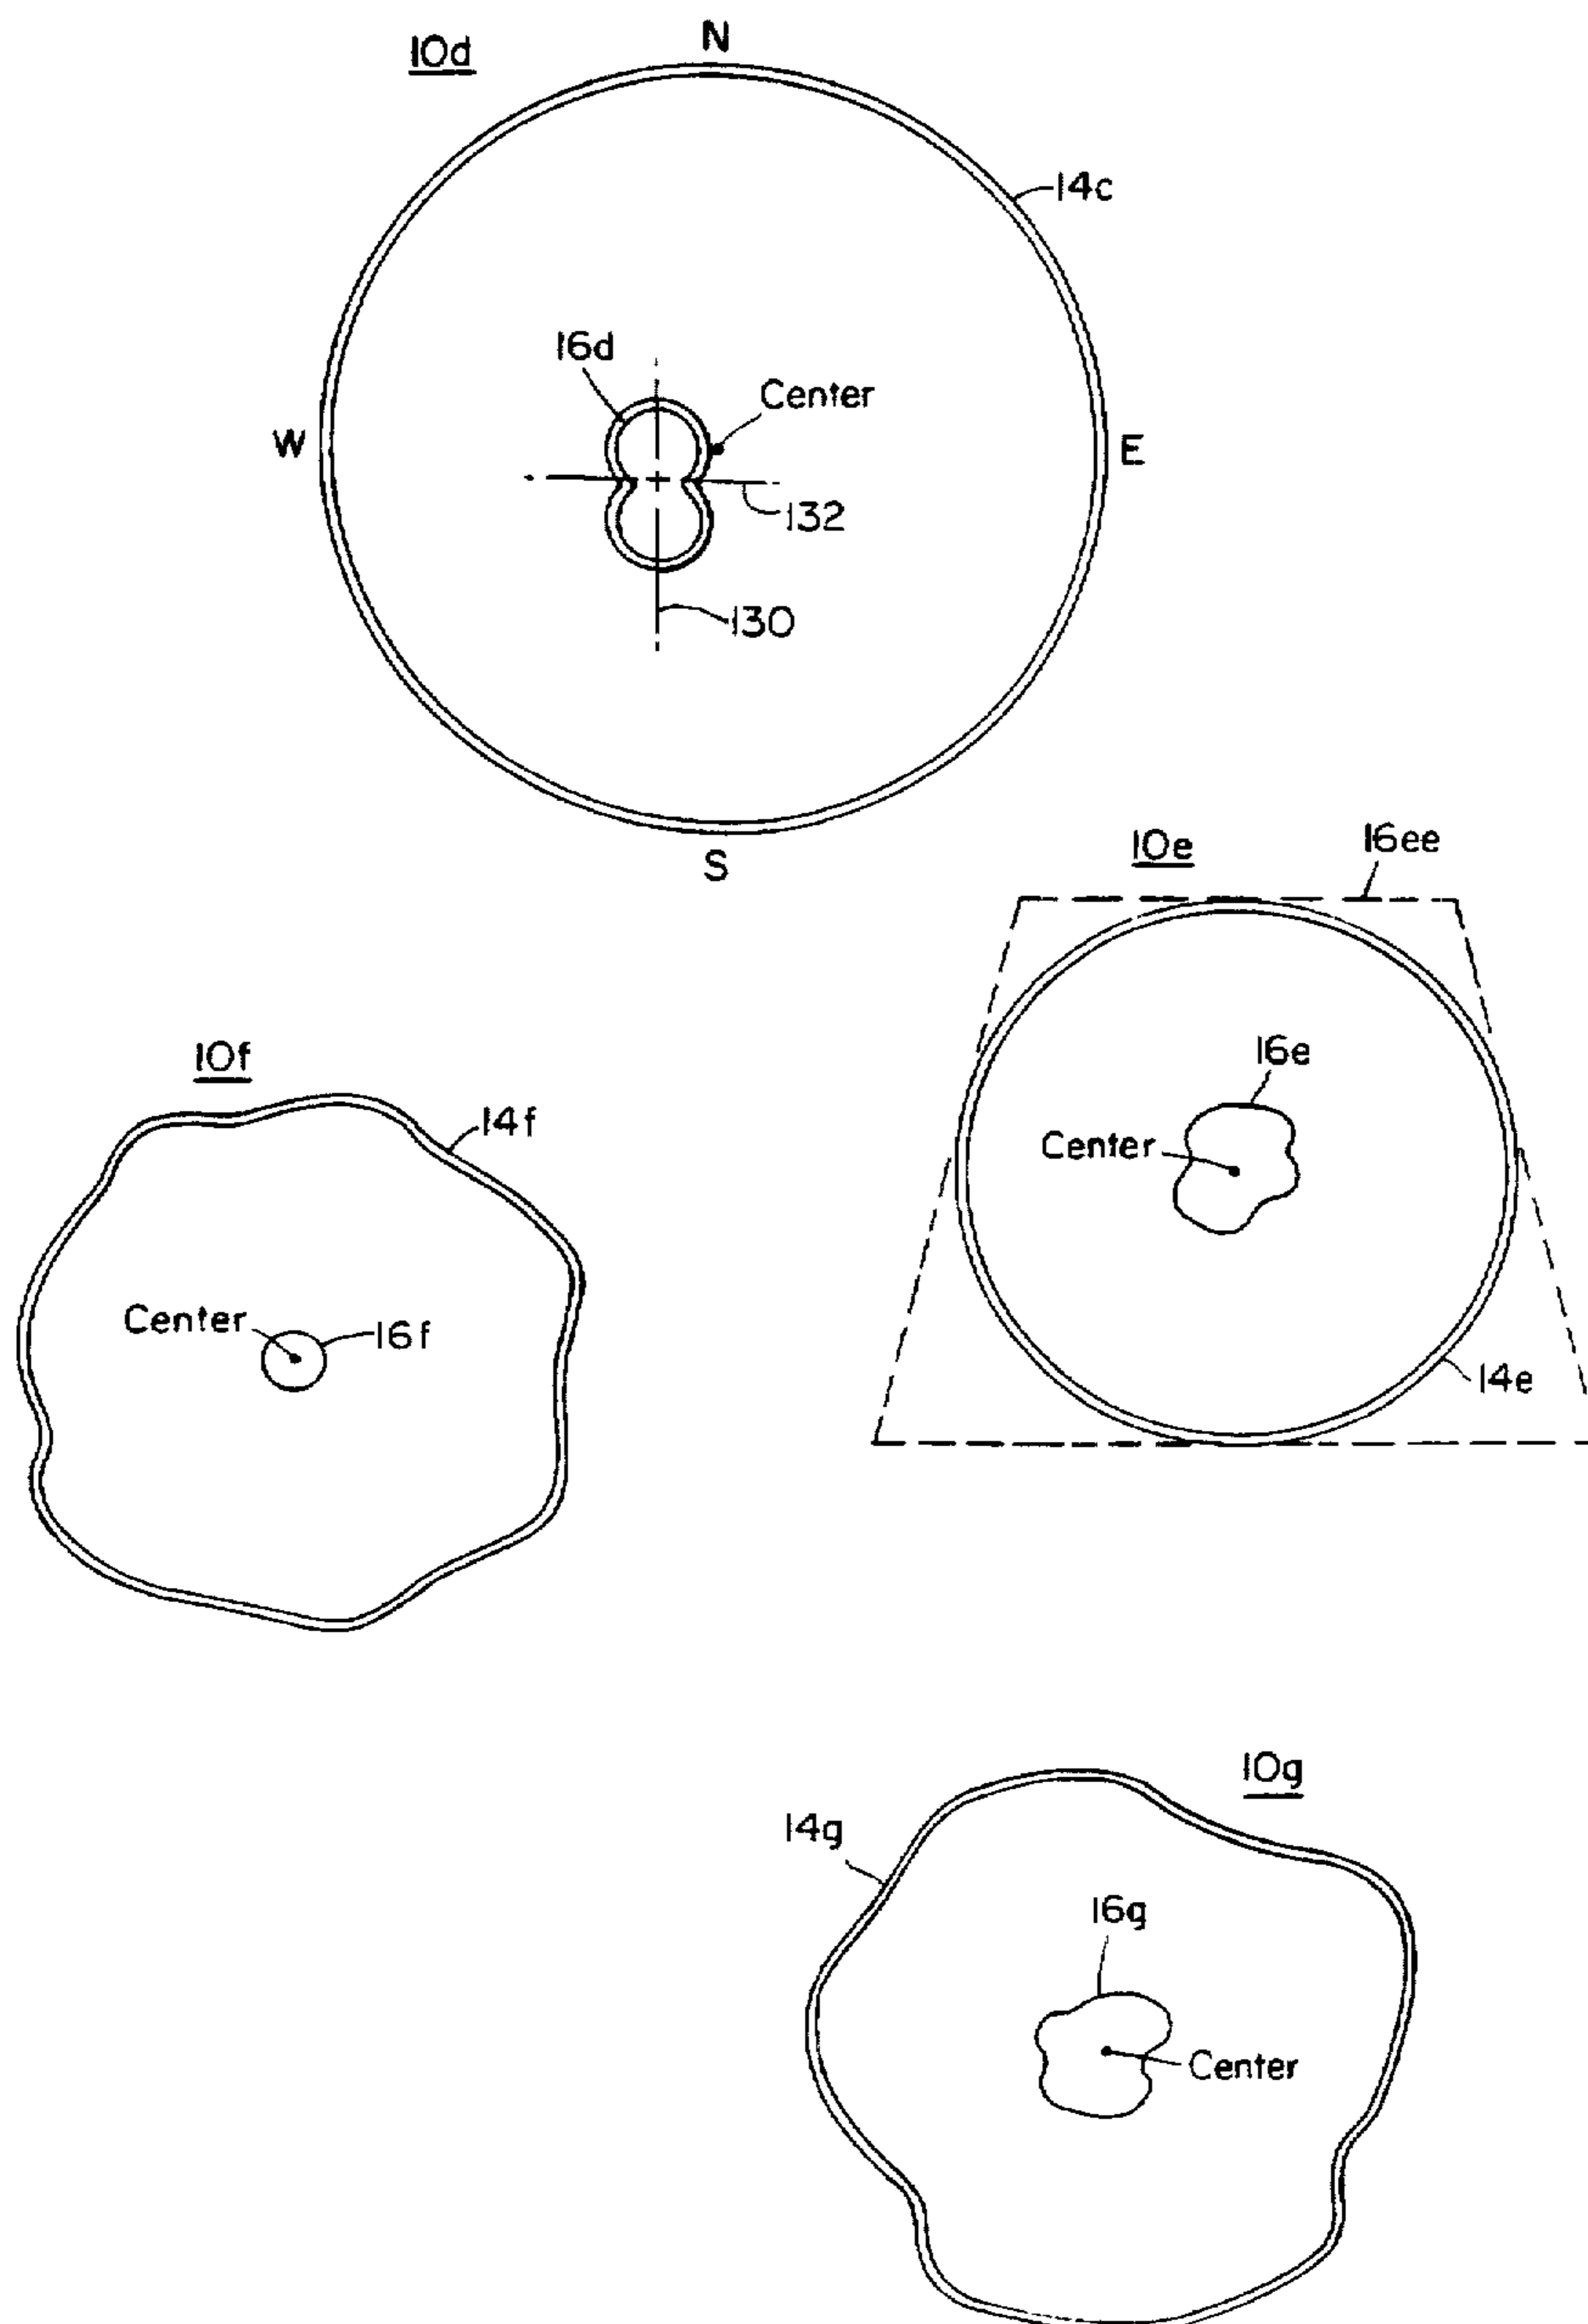 10d
N
14c
16d
Center
W
E
132
130
S
10e
16ee
10f
14f
16e
Center
Center
16f
14e
10g
14g
16g
Center